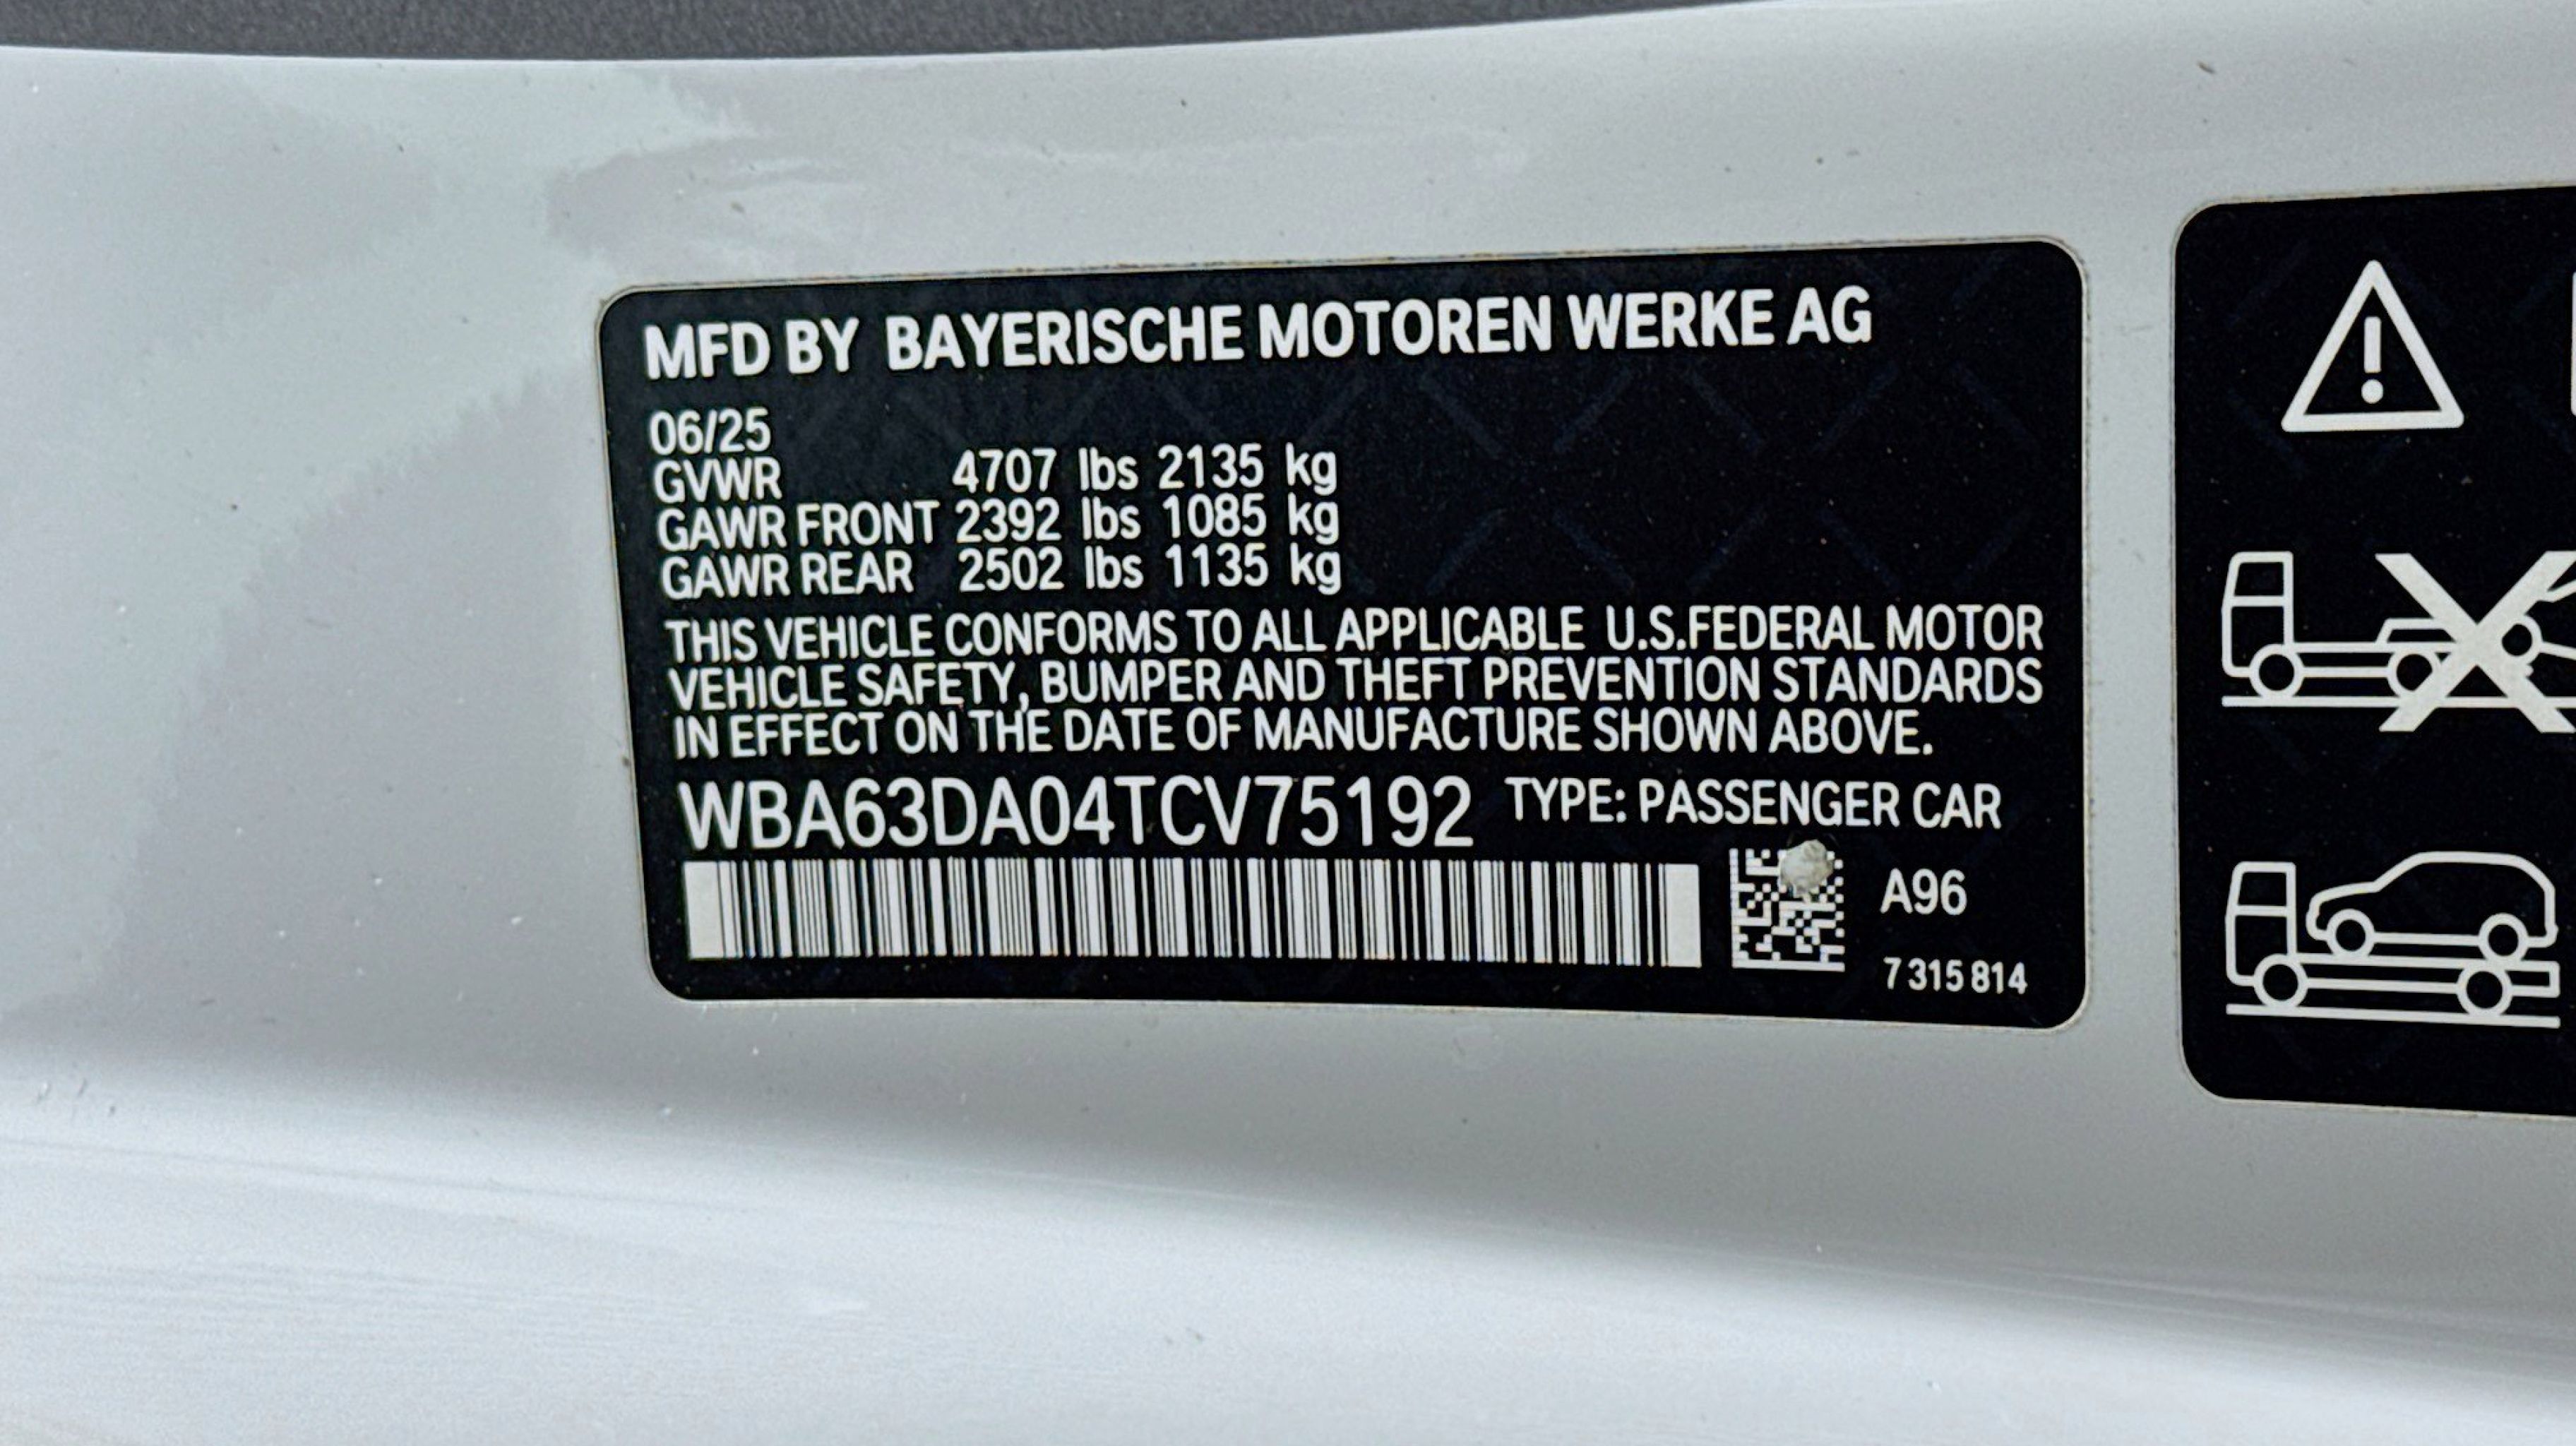 MFD BY BAYERISCHE MOTOREN WERKE AG
06/25
GVWR 4707 lbs 2135 kg
GAWR FRONT 2392 lbs 1085 kg
GAWR REAR 2502 lbs 1135 kg
THIS VEHICLE CONFORMS TO ALL APPLICABLE U.S.FEDERAL MOTOR
VEHICLE SAFETY, BUMPER AND THEFT PREVENTION STANDARDS
IN EFFECT ON THE DATE OF MANUFACTURE SHOWN ABOVE.
WBA63DA04TCV75192 TYPE: PASSENGER CAR
A96
7 315 814